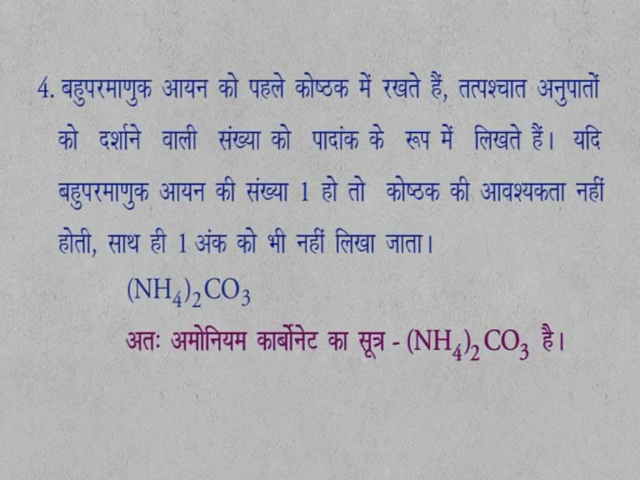 4. बहुपरमाणुक आयन को पहले कोष्ठक में रखते हैं, तत्पश्चात अनुपातों
को दर्शाने वाली संख्या को पादांक के रूप में लिखते हैं। यदि
बहुपरमाणुक आयन की संख्या 1 हो तो कोष्ठक की आवश्यकता नहीं
होती, साथ ही 1 अंक को भी नहीं लिखा जाता।
(NH₄)₂CO₃
अतः अमोनियम कार्बोनेट का सूत्र - (NH₄)₂CO₃ है।